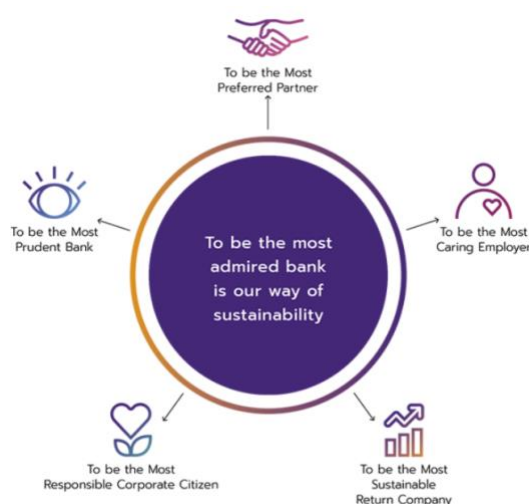 To be the Most
Preferred Partner
To be the Most
Prudent Bank
To be the Most
Caring Employer
To be the most
admired bank
is our way of
sustainability
To be the Most
Responsible Corporate Citizen
To be the Most
Sustainable
Return Company